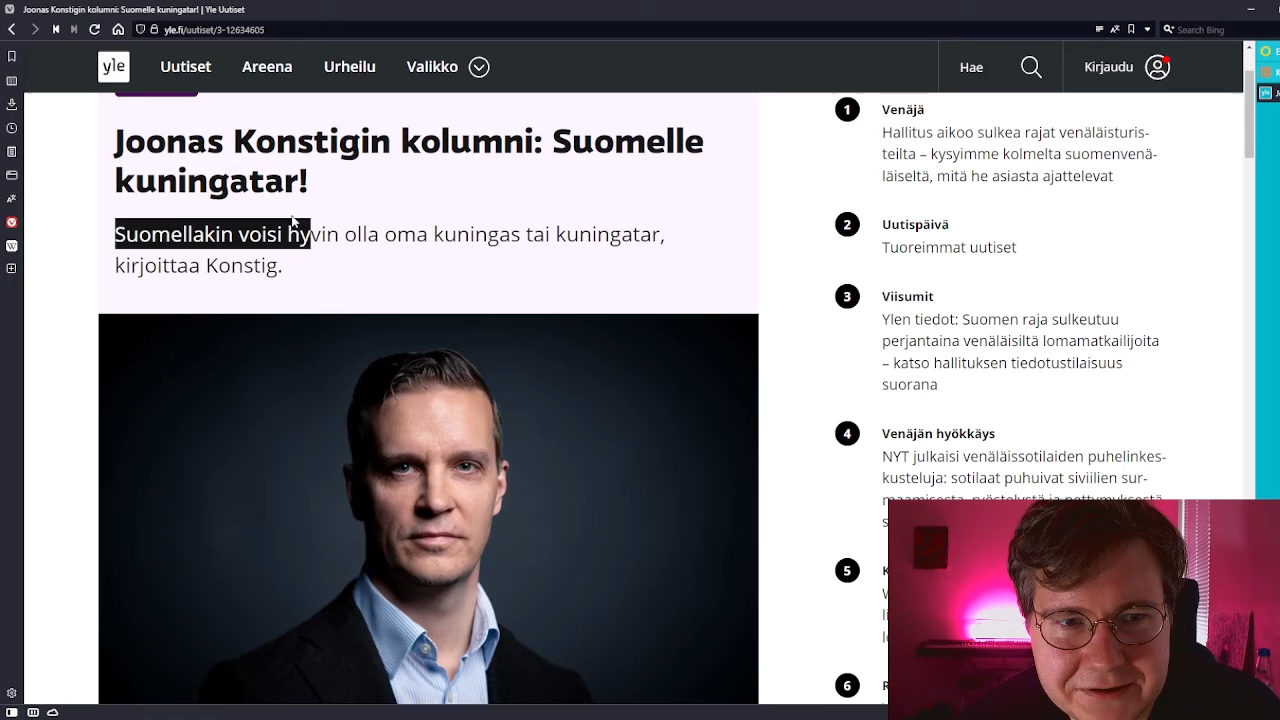 Joonas Konstigin kolumni: Suomelle kuningatar! | Yle Uutiset
yle.fi/uutiset/3-12634605
Search Bing
yle
Uutiset
Areena
Urheilu
Valikko
Hae
Kirjaudu
Joonas Konstigin kolumni: Suomelle
kuningatar!
Suomellakin voisi hyvin olla oma kuningas tai kuningatar,
kirjoittaa Konstig.
1
Venäjä
Hallitus aikoo sulkea rajat venäläisturis-
teilta – kysyimme kolmelta suomenvenä-
läiseltä, mitä he asiasta ajattelevat
2
Uutispäivä
Tuoreimmat uutiset
3
Viisumit
Ylen tiedot: Suomen raja sulkeutuu
perjantaina venäläisiltä lomamatkailijoita
– katso hallituksen tiedotustilaisuus
suorana
4
Venäjän hyökkäys
NYT julkaisi venäläissotilaiden puhelinkes-
kusteluja: sotilaat puhuivat siviilien sur-
5
6
yle